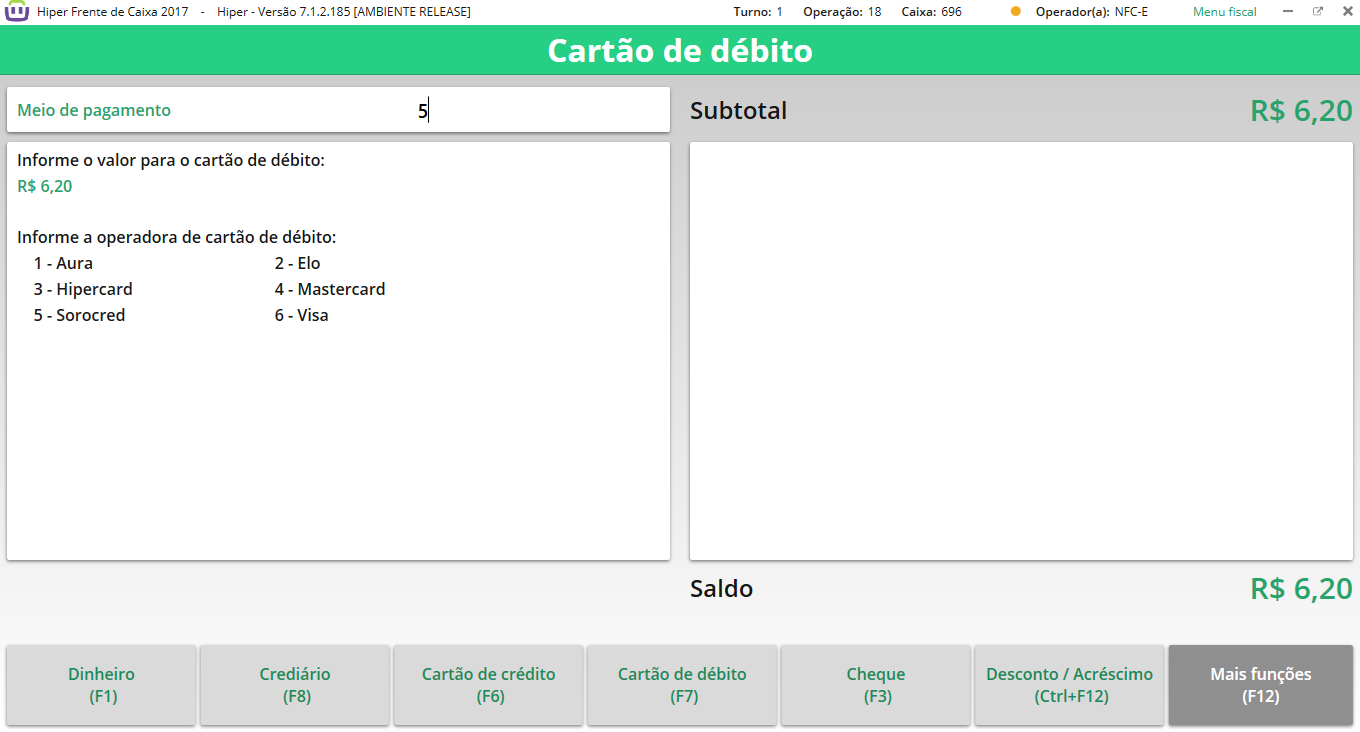 Hiper Frente de Caixa 2017 - Hiper - Versão 7.1.2.185 [AMBIENTE RELEASE] Turno: 1 Operação: 18 Caixa: 696 Operador(a): NFC-E Menu fiscal
Cartão de débito
Meio de pagamento 5
Subtotal R$ 6,20
Informe o valor para o cartão de débito:
R$ 6,20
Informe a operadora de cartão de débito:
1 - Aura 2 - Elo
3 - Hipercard 4 - Mastercard
5 - Sorocred 6 - Visa
Saldo R$ 6,20
Dinheiro
(F1)
Crediário
(F8)
Cartão de crédito
(F6)
Cartão de débito
(F7)
Cheque
(F3)
Desconto / Acréscimo
(Ctrl+F12)
Mais funções
(F12)